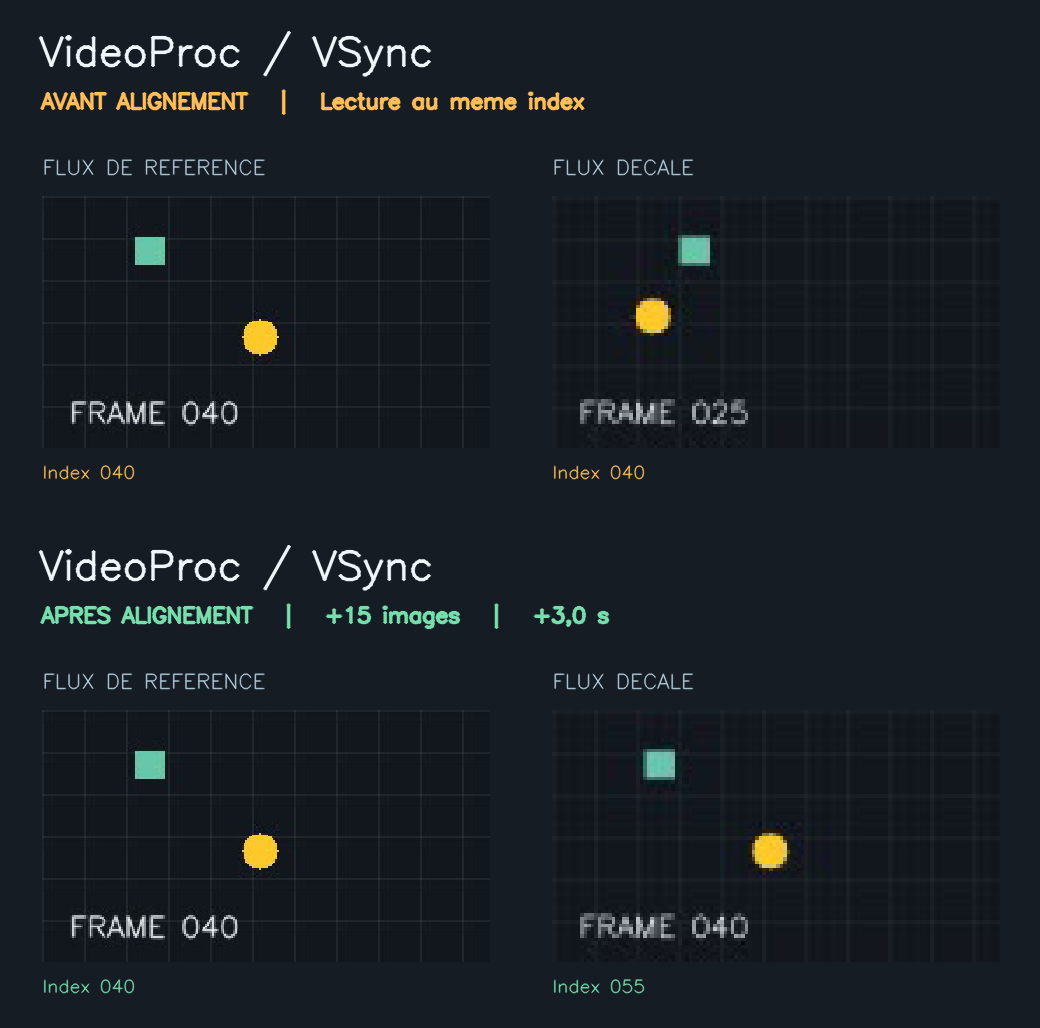 VideoProc / VSync
AVANT ALIGNEMENT | Lecture au meme index
FLUX DE REFERENCE
FLUX DECALE
FRAME 040
FRAME 025
Index 040
Index 040
VideoProc / VSync
APRES ALIGNEMENT | +15 images | +3,0 s
FLUX DE REFERENCE
FLUX DECALE
FRAME 040
FRAME 040
Index 040
Index 055